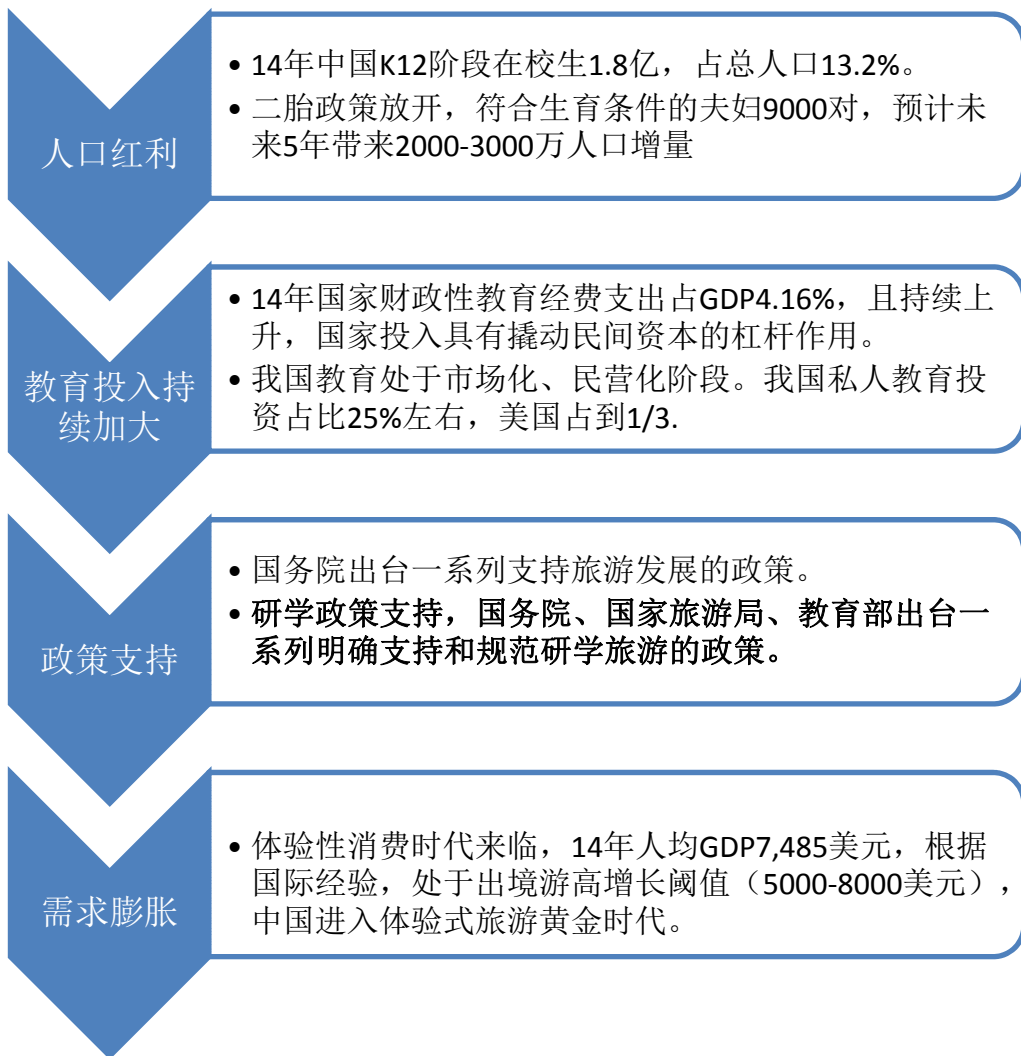 人口红利
• 14年中国K12阶段在校生1.8亿，占总人口13.2%。
• 二胎政策放开，符合生育条件的夫妇9000对，预计未
来5年带来2000-3000万人口增量
教育投入持
续加大
• 14年国家财政性教育经费支出占GDP4.16%，且持续上
升，国家投入具有撬动民间资本的杠杆作用。
• 我国教育处于市场化、民营化阶段。我国私人教育投
资占比25%左右，美国占到1/3.
政策支持
• 国务院出台一系列支持旅游发展的政策。
• 研学政策支持，国务院、国家旅游局、教育部出台一
系列明确支持和规范研学旅游的政策。
需求膨胀
• 体验性消费时代来临，14年人均GDP7,485美元，根据
国际经验，处于出境游高增长阈值（5000-8000美元），
中国进入体验式旅游黄金时代。